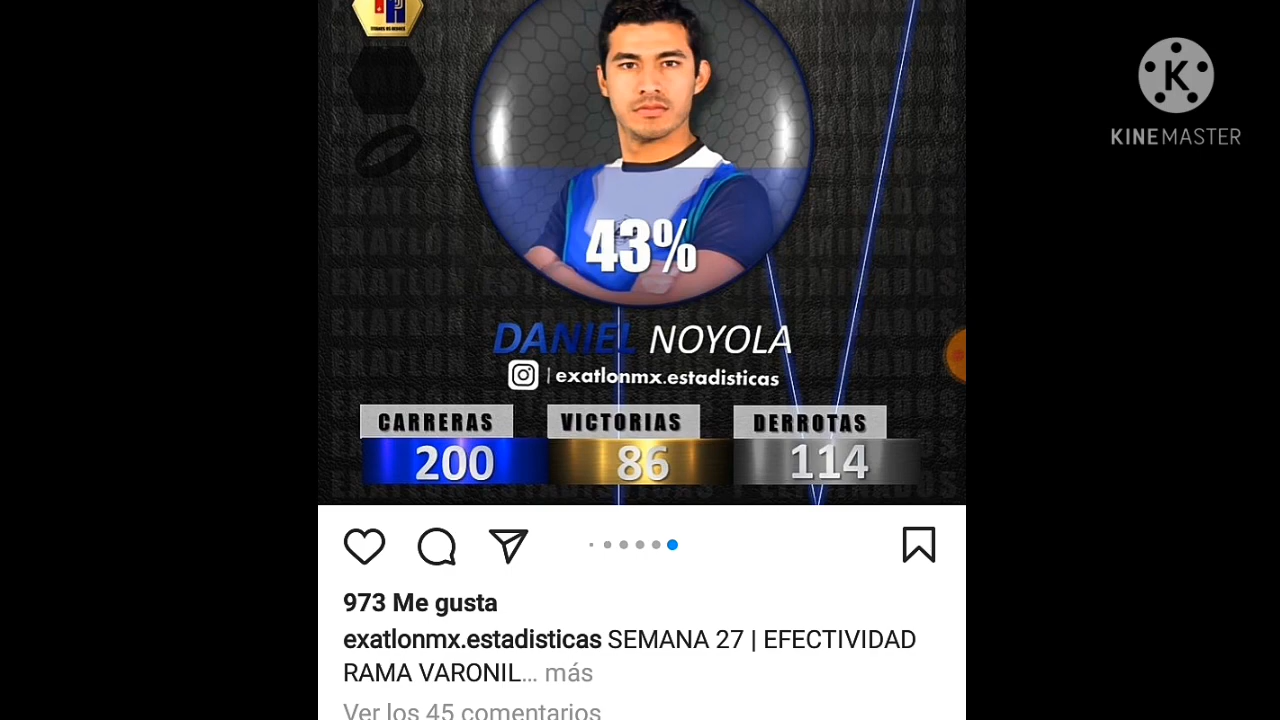 KINEMASTER
43%
DANIEL NOYOLA
| exatlonmx.estadisticas
CARRERAS VICTORIAS DERROTAS
200 86 114
973 Me gusta
exatlonmx.estadisticas SEMANA 27 | EFECTIVIDAD
RAMA VARONIL... más
Ver los 45 comentarios